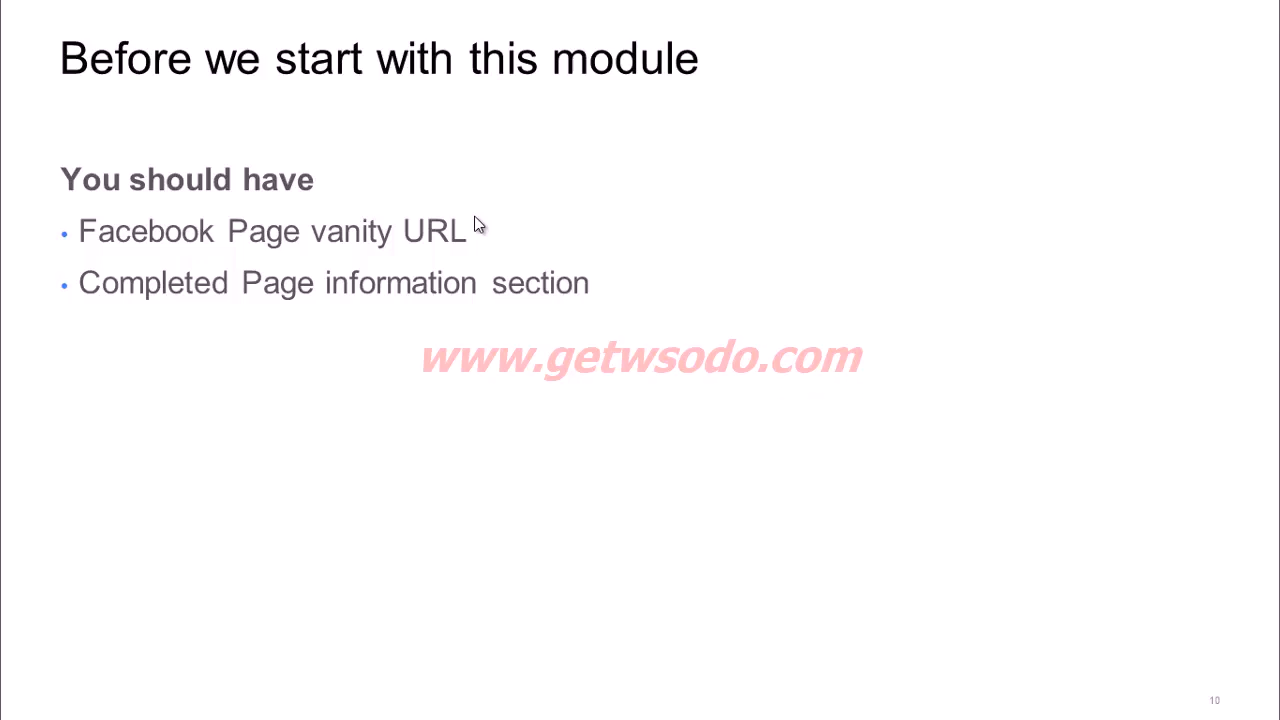 Before we start with this module
You should have
• Facebook Page vanity URL
• Completed Page information section
www.getwsodo.com
10